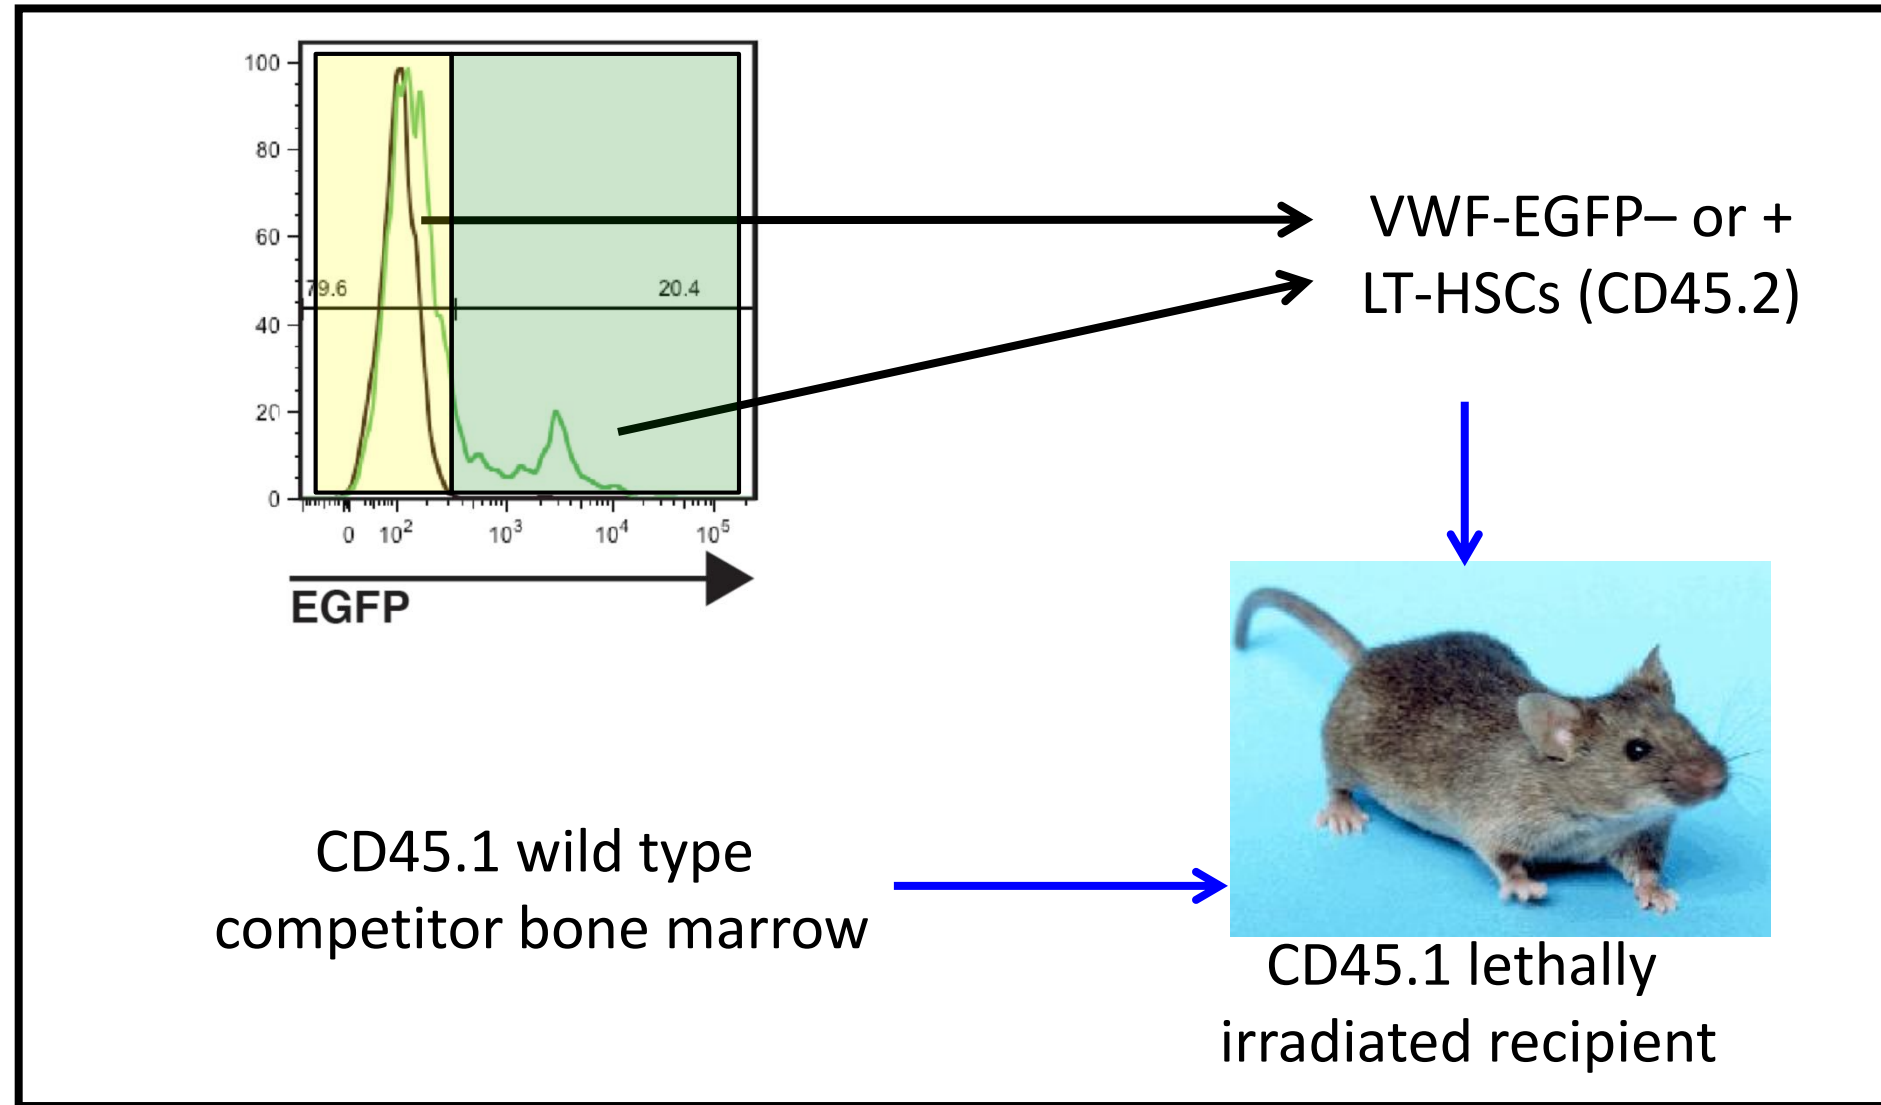 100
80
60
40
20
0
79.6
20.4
0 10² 10³ 10⁴ 10⁵
EGFP
VWF-EGFP– or +
LT-HSCs (CD45.2)
CD45.1 wild type
competitor bone marrow
CD45.1 lethally
irradiated recipient